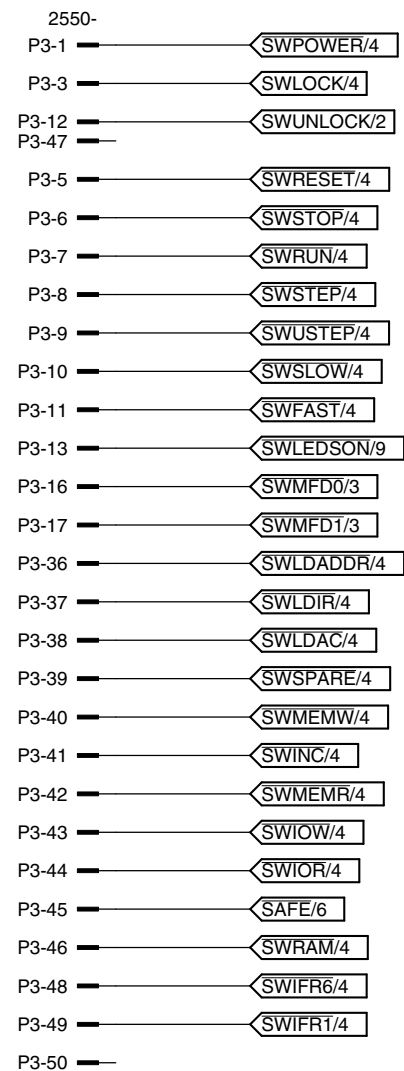 2550-
P3-1 SWPOWER/4
P3-3 SWLOCK/4
P3-12 SWUNLOCK/2
P3-47
P3-5 SWRESET/4
P3-6 SWSTOP/4
P3-7 SWRUN/4
P3-8 SWSTEP/4
P3-9 SWUSTEP/4
P3-10 SWSLOW/4
P3-11 SWFAST/4
P3-13 SWLEDSON/9
P3-16 SWMFD0/3
P3-17 SWMFD1/3
P3-36 SWLDADDR/4
P3-37 SWLDIR/4
P3-38 SWLDAC/4
P3-39 SWSPARE/4
P3-40 SWMEMW/4
P3-41 SWINC/4
P3-42 SWMEMR/4
P3-43 SWIOW/4
P3-44 SWIOR/4
P3-45 SAFE/6
P3-46 SWRAM/4
P3-48 SWIFR6/4
P3-49 SWIFR1/4
P3-50